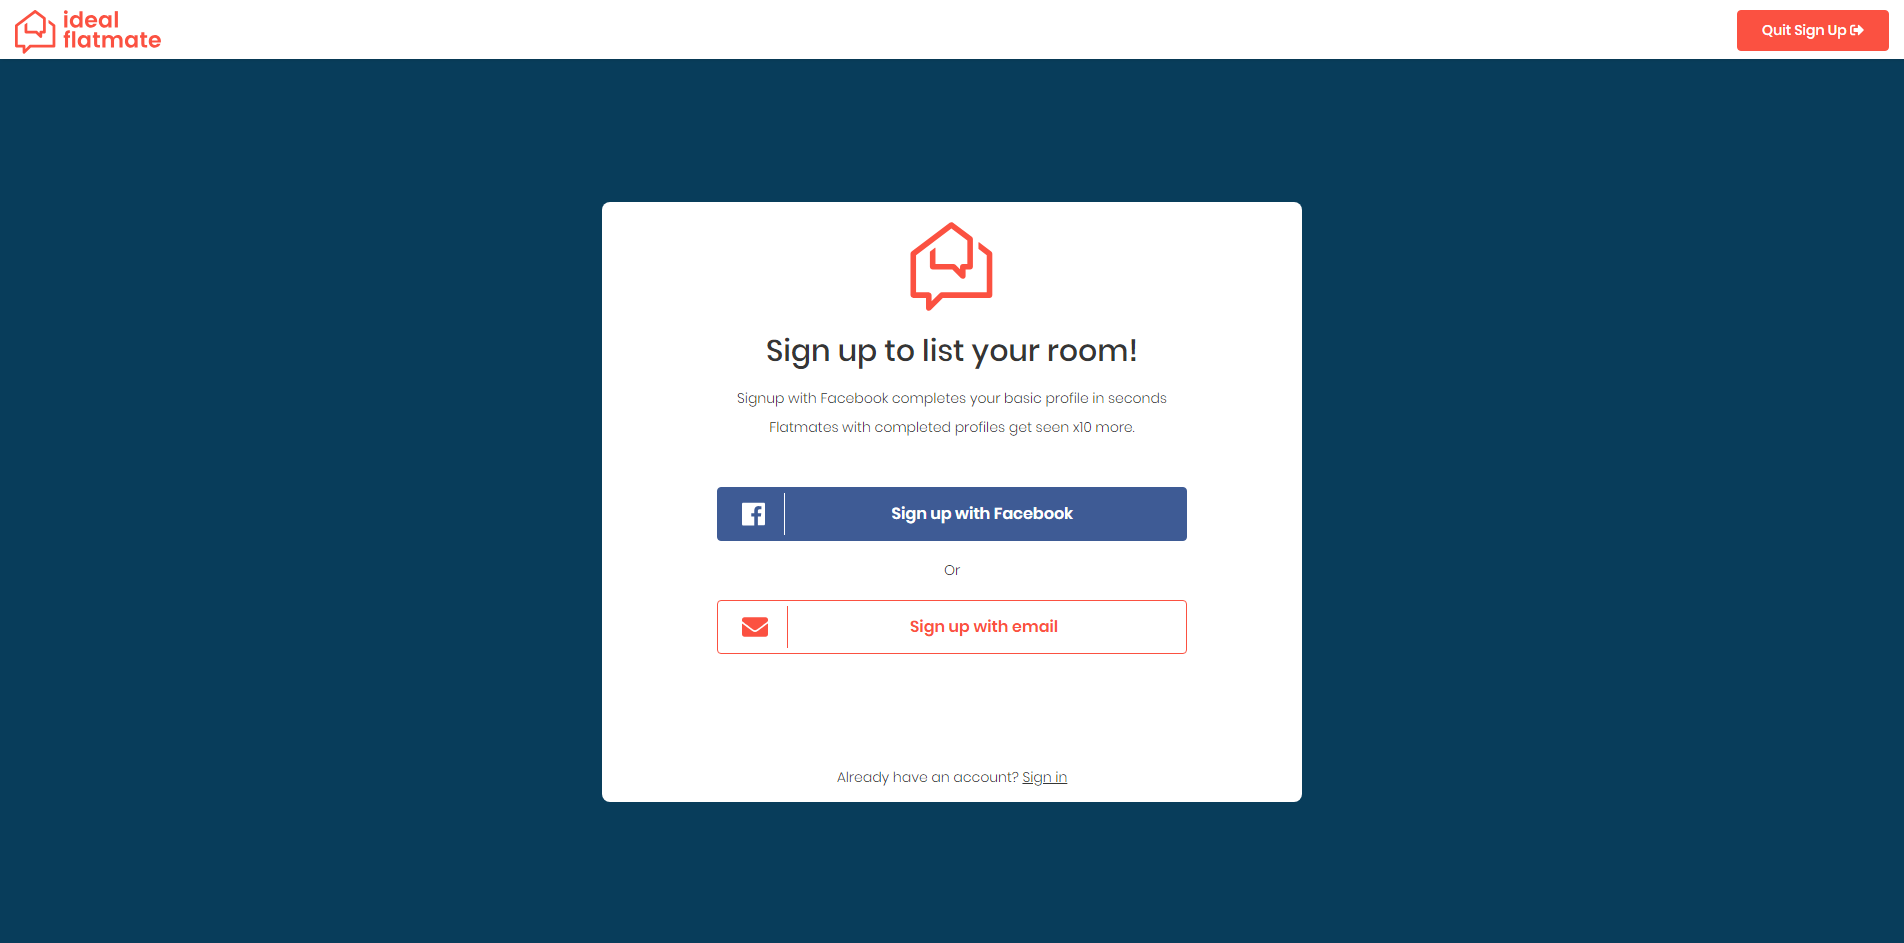 ideal
flatmate
Quit Sign Up
Sign up to list your room!
Signup with Facebook completes your basic profile in seconds
Flatmates with completed profiles get seen x10 more.
Sign up with Facebook
Or
Sign up with email
Already have an account? Sign in